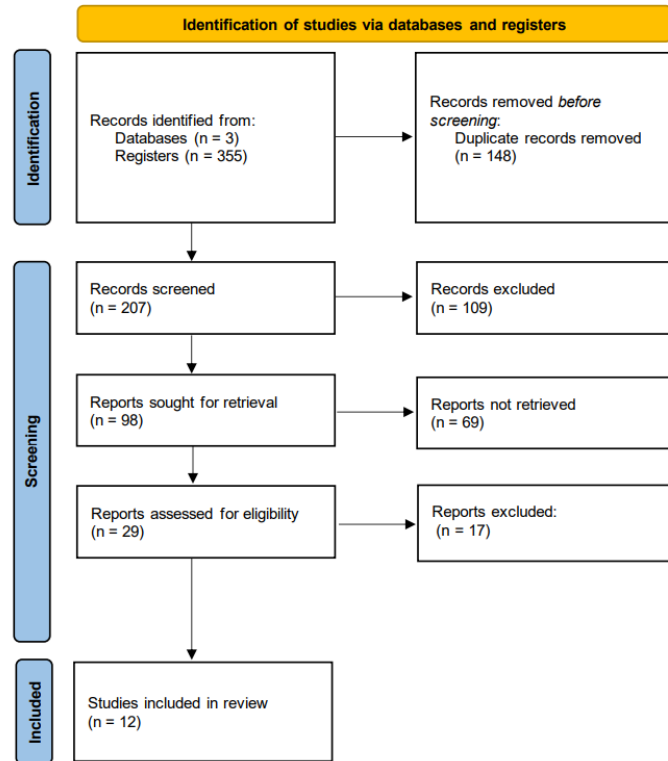 Identification of studies via databases and registers
Identification
Records identified from:
Databases (n = 3)
Registers (n = 355)
Records removed before
screening:
Duplicate records removed
(n = 148)
Screening
Records screened
(n = 207)
Records excluded
(n = 109)
Reports sought for retrieval
(n = 98)
Reports not retrieved
(n = 69)
Reports assessed for eligibility
(n = 29)
Reports excluded:
(n = 17)
Included
Studies included in review
(n = 12)